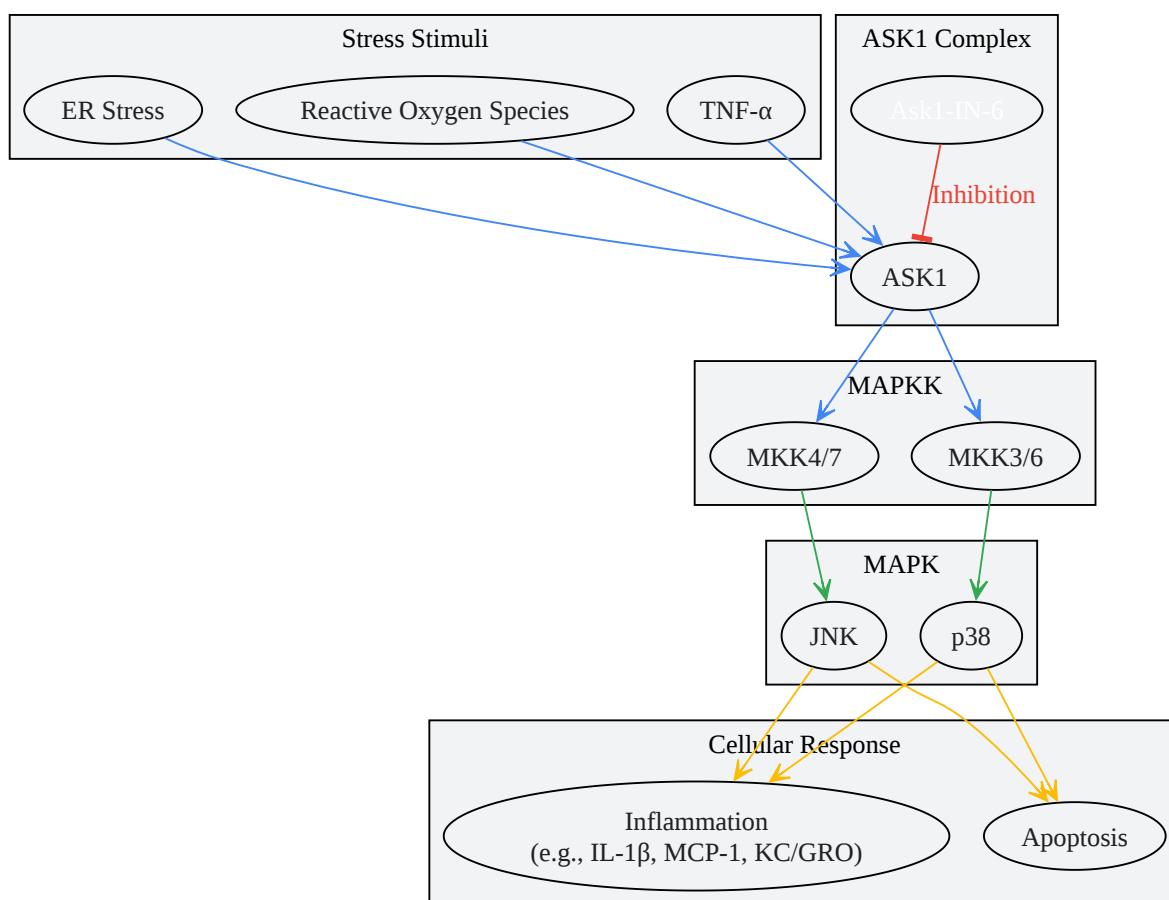 Stress Stimuli
ASK1 Complex
ER Stress
Reactive Oxygen Species
TNF-α
Ask1-IN-6
Inhibition
ASK1
MAPKK
MKK4/7
MKK3/6
MAPK
JNK
p38
Cellular Response
Inflammation
(e.g., IL-1β, MCP-1, KC/GRO)
Apoptosis